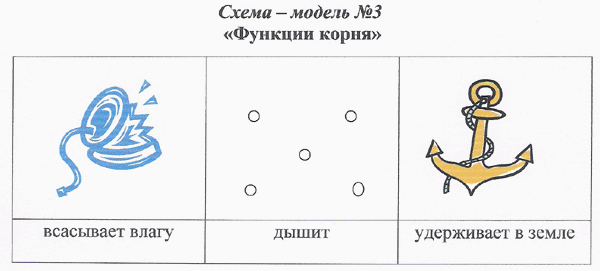 Схема – модель №3
«Функции корня»
всасывает влагу
дышит
удерживает в земле